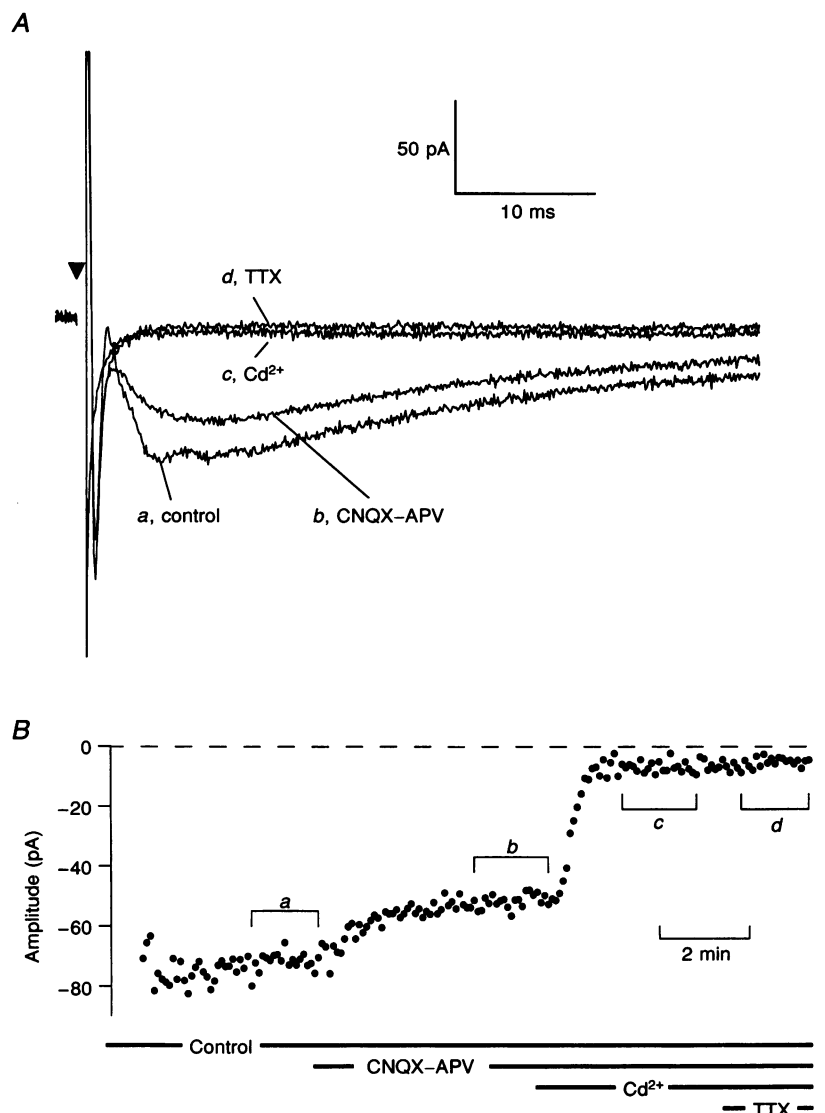 A
50 pA
10 ms
d, TTX
c, Cd2+
a, control
b, CNQX–APV
B
0
−20
−40
−60
−80
Amplitude (pA)
a
b
c
d
2 min
Control
CNQX–APV
Cd2+
TTX